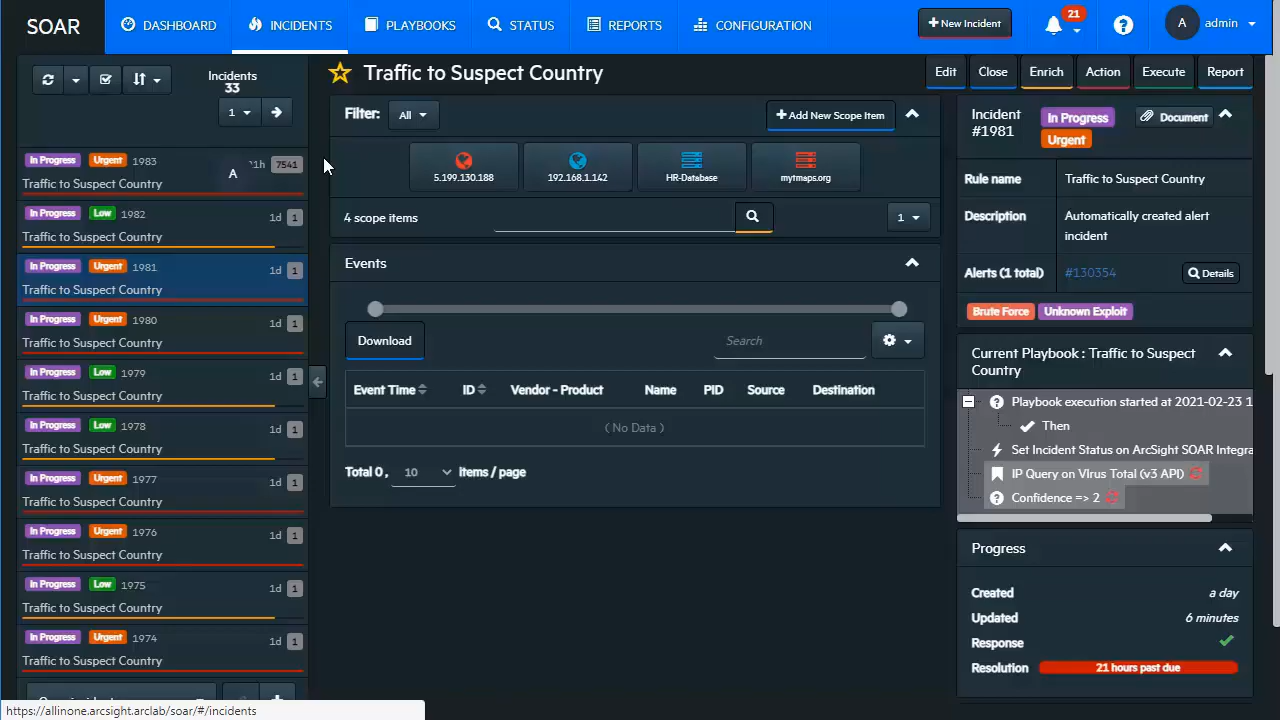 SOAR
DASHBOARD
INCIDENTS
PLAYBOOKS
STATUS
REPORTS
CONFIGURATION
New Incident
21
A
admin
Incidents
33
1
In Progress Urgent 1983
7541
Traffic to Suspect Country
A
In Progress Low 1982
1d 1
Traffic to Suspect Country
In Progress Urgent 1981
1d 1
Traffic to Suspect Country
In Progress Urgent 1980
1d 1
Traffic to Suspect Country
In Progress Low 1979
1d 1
Traffic to Suspect Country
In Progress Low 1978
1d 1
Traffic to Suspect Country
In Progress Urgent 1977
1d 1
Traffic to Suspect Country
In Progress Urgent 1976
1d 1
Traffic to Suspect Country
In Progress Low 1975
1d 1
Traffic to Suspect Country
In Progress Urgent 1974
1d 1
Traffic to Suspect Country
https://allinone.arcsight.arclab/soar/#/incidents
Traffic to Suspect Country
Edit
Close
Enrich
Action
Execute
Report
Filter: All
Add New Scope Item
5.199.130.188
192.168.1.142
HR-Database
mytmaps.org
4 scope items
1
Events
Download
Search
Event Time ID Vendor - Product Name PID Source Destination
( No Data )
Total 0 , 10 items / page
Incident
#1981
In Progress
Urgent
Document
Rule name Traffic to Suspect Country
Description Automatically created alert
incident
Alerts (1 total) #130354 Details
Brute Force Unknown Exploit
Current Playbook : Traffic to Suspect
Country
Playbook execution started at 2021-02-23 1
Then
Set Incident Status on ArcSight SOAR Integra
IP Query on VIrus Total (v3 API)
Confidence => 2
Progress
Created a day
Updated 6 minutes
Response
Resolution 21 hours past due